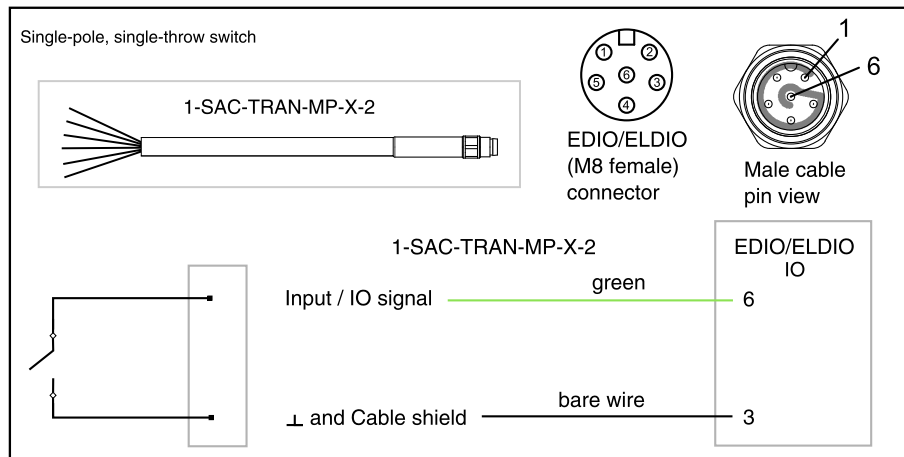 Single-pole, single-throw switch
1-SAC-TRAN-MP-X-2
1
2
3
4
5
6
EDIO/ELDIO
(M8 female)
connector
1
6
Male cable
pin view
1-SAC-TRAN-MP-X-2
EDIO/ELDIO
IO
Input / IO signal
green
6
⊥ and Cable shield
bare wire
3